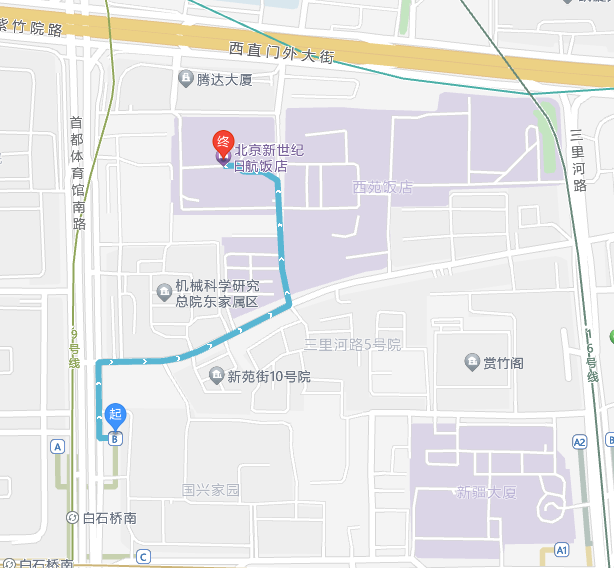 紫竹院路
西直门外大街
腾达大厦
首都体育馆南路
终
北京新世纪
日航饭店
西苑饭店
三里河路
机械科学研究
总院东家属区
9号线
三里河路5号院
16号线
赏竹阁
新苑街10号院
起
B
A
A2
B
国兴家园
新疆大厦
白石桥南
C
A1
白石桥南